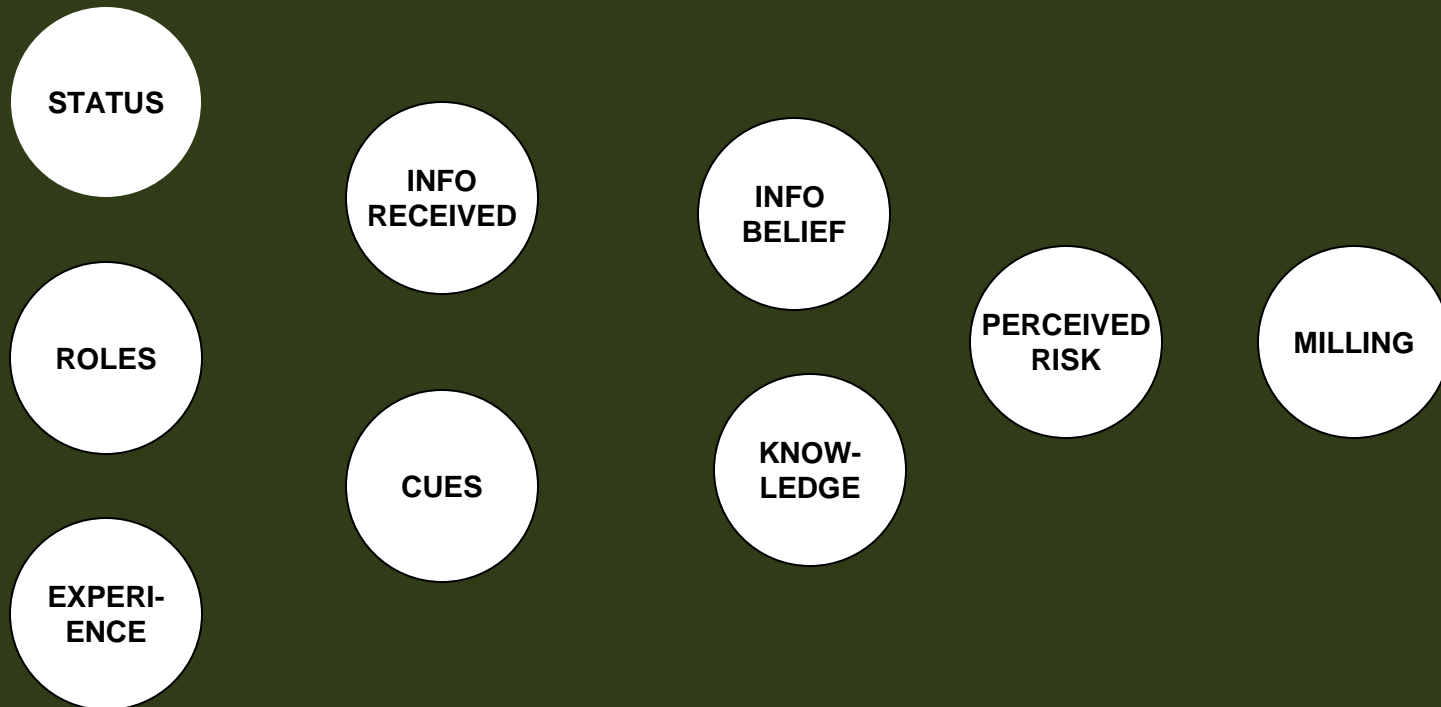 STATUS
INFO
RECEIVED
INFO
BELIEF
ROLES
PERCEIVED
RISK
MILLING
CUES
KNOW-
LEDGE
EXPERI-
ENCE